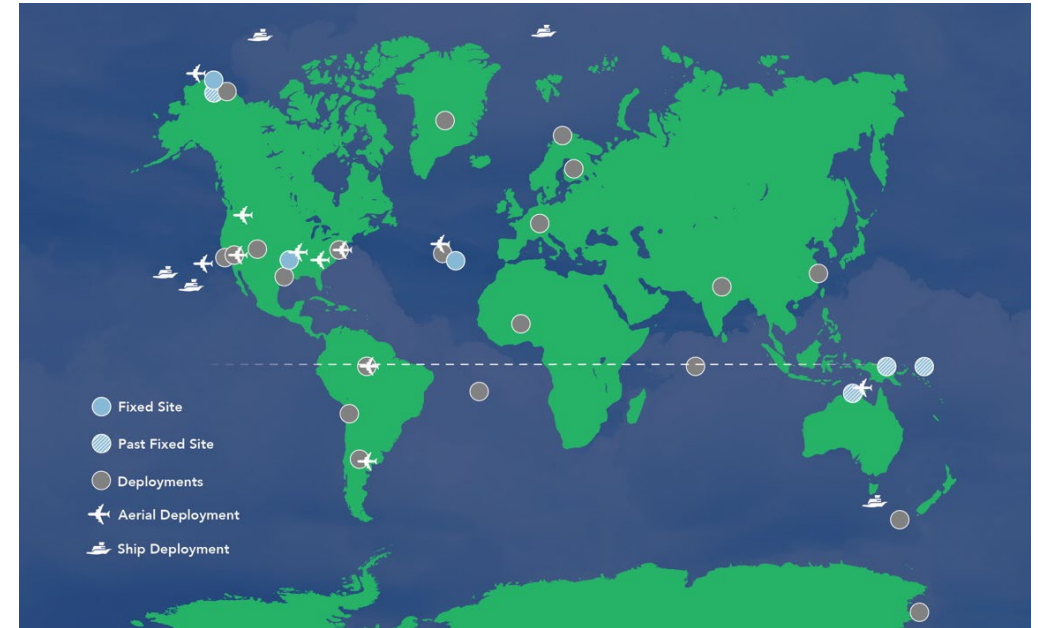 Fixed Site
Past Fixed Site
Deployments
Aerial Deployment
Ship Deployment